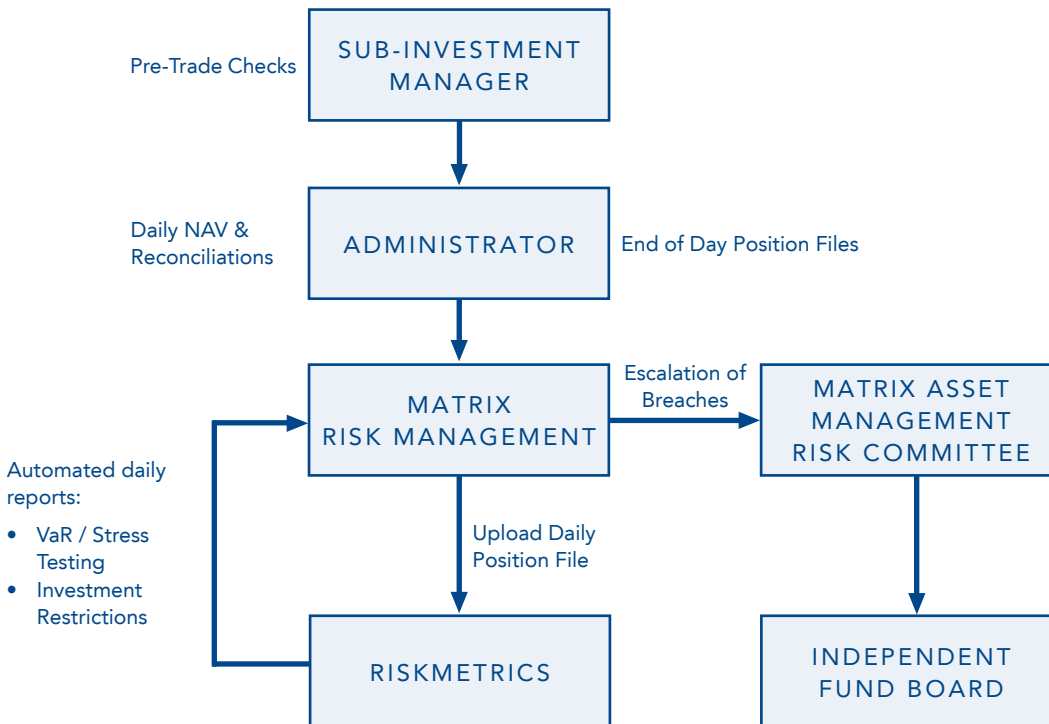 Pre-Trade Checks
SUB-INVESTMENT
MANAGER
Daily NAV &
Reconciliations
ADMINISTRATOR
End of Day Position Files
MATRIX
RISK MANAGEMENT
Escalation of
Breaches
MATRIX ASSET
MANAGEMENT
RISK COMMITTEE
Automated daily
reports:
• VaR / Stress
Testing
• Investment
Restrictions
Upload Daily
Position File
RISKMETRICS
INDEPENDENT
FUND BOARD